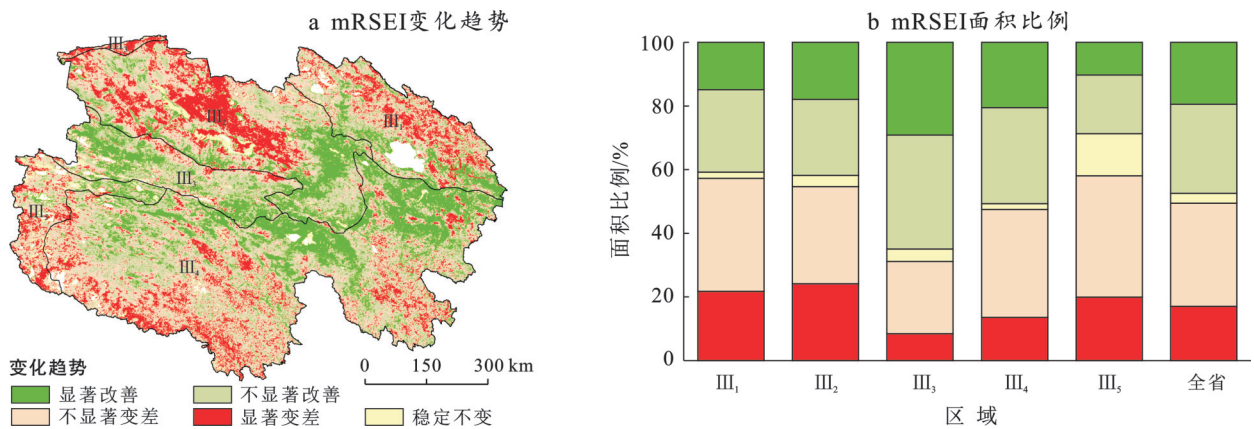 a mRSEI变化趋势
III
III
III
III
III
III₄
0 150 300 km
变化趋势
显著改善
不显著改善
不显著变差
显著变差
稳定不变
b mRSEI面积比例
面积比例/%
100
80
60
40
20
0
III₁
III₂
III₃
III₄
III₅
全省
区域